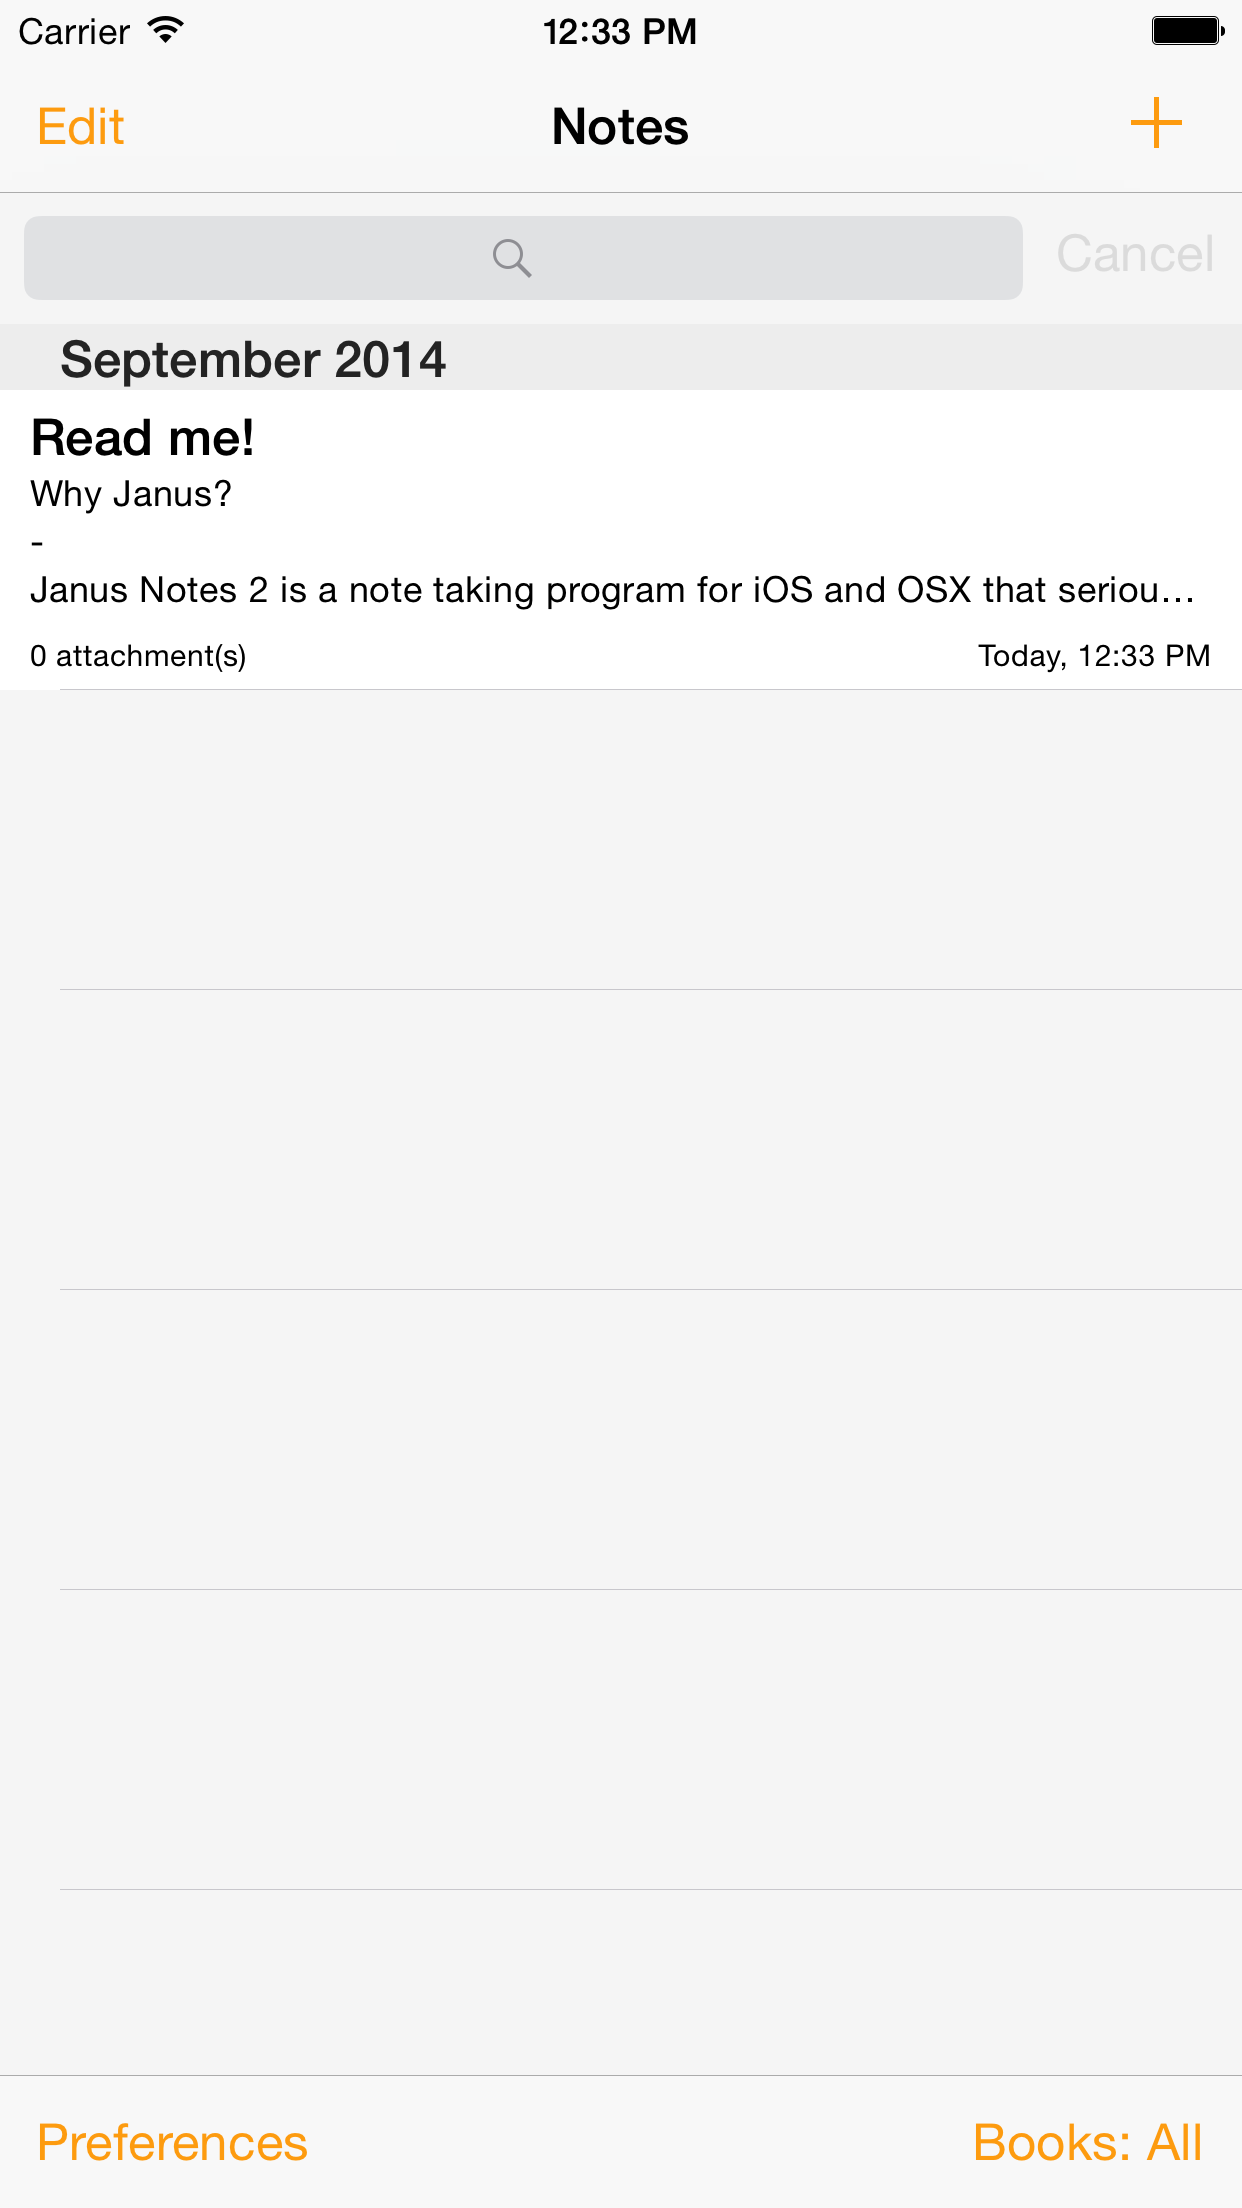 Carrier 12:33 PM
Edit Notes +
Cancel
September 2014
Read me!
Why Janus?
-
Janus Notes 2 is a note taking program for iOS and OSX that seriou…
0 attachment(s) Today, 12:33 PM
Preferences Books: All